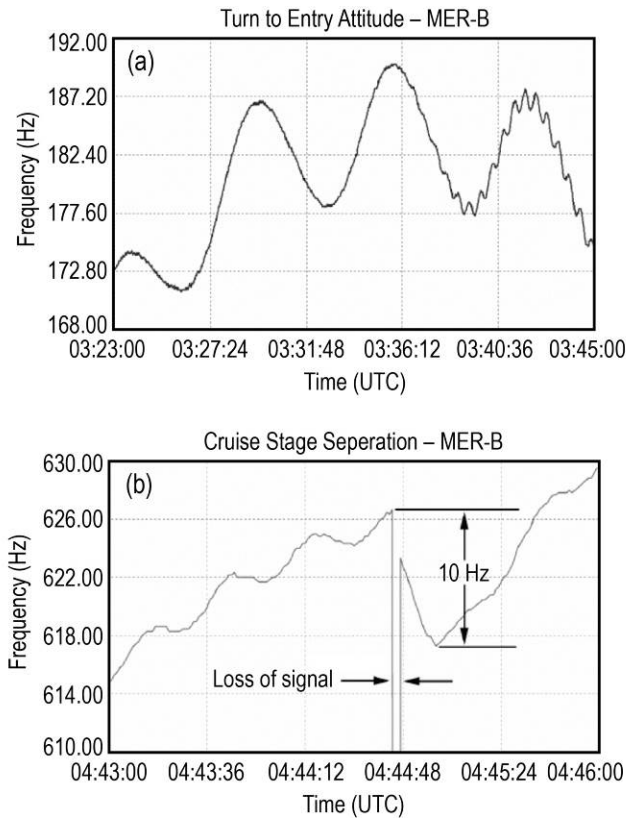 Turn to Entry Attitude – MER-B
(a)
Frequency (Hz)
192.00
187.20
182.40
177.60
172.80
168.00
03:23:00 03:27:24 03:31:48 03:36:12 03:40:36 03:45:00
Time (UTC)
Cruise Stage Seperation – MER-B
(b)
Frequency (Hz)
630.00
626.00
622.00
618.00
614.00
610.00
10 Hz
Loss of signal
04:43:00 04:43:36 04:44:12 04:44:48 04:45:24 04:46:00
Time (UTC)